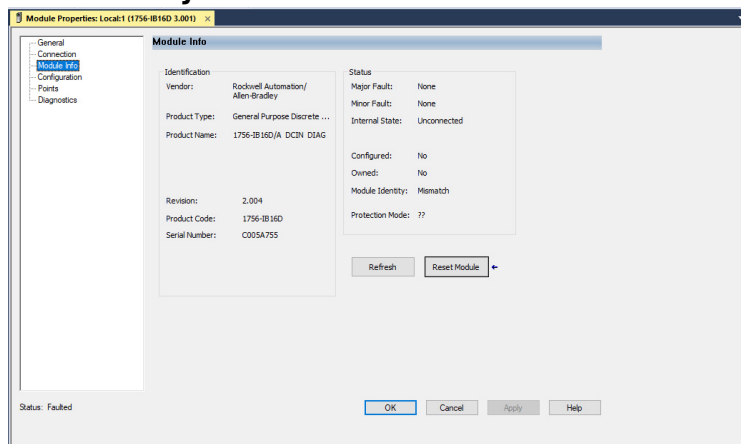 Module Properties: Local:1 (1756-IB16D 3.001) ×
General
Connection
Module Info
Configuration
Points
Diagnostics
Module Info
Identification
Vendor: Rockwell Automation/
Allen-Bradley
Product Type: General Purpose Discrete ...
Product Name: 1756-IB16D/A DCIN DIAG
Revision: 2.004
Product Code: 1756-IB16D
Serial Number: C005A755
Status
Major Fault: None
Minor Fault: None
Internal State: Unconnected
Configured: No
Owned: No
Module Identity: Mismatch
Protection Mode: ??
Refresh
Reset Module
Status: Faulted
OK
Cancel
Apply
Help